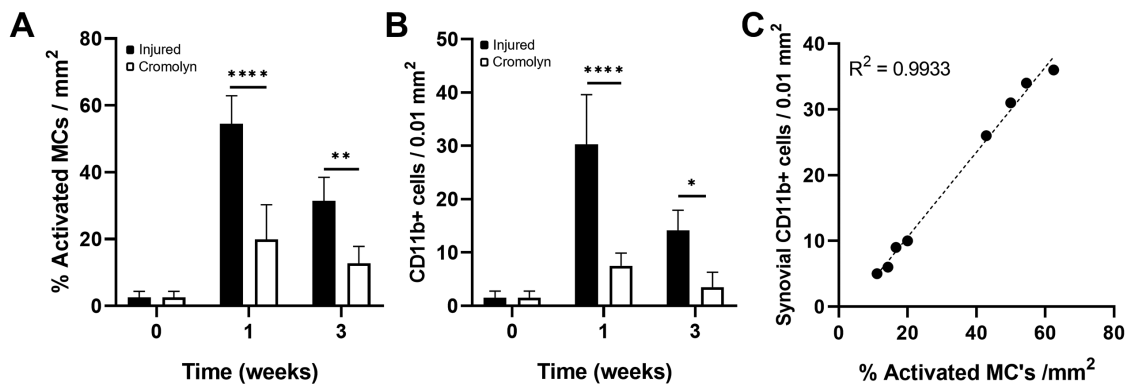 A
% Activated MCs / mm²
80
60
40
20
0
Injured
Cromolyn
****
**
0
1
3
Time (weeks)
B
CD11b+ cells / 0.01 mm²
50
40
30
20
10
0
Injured
Cromolyn
****
*
0
1
3
Time (weeks)
C
Synovial CD11b+ cells / 0.01 mm²
40
30
20
10
0
R² = 0.9933
0
20
40
60
80
% Activated MC's /mm²